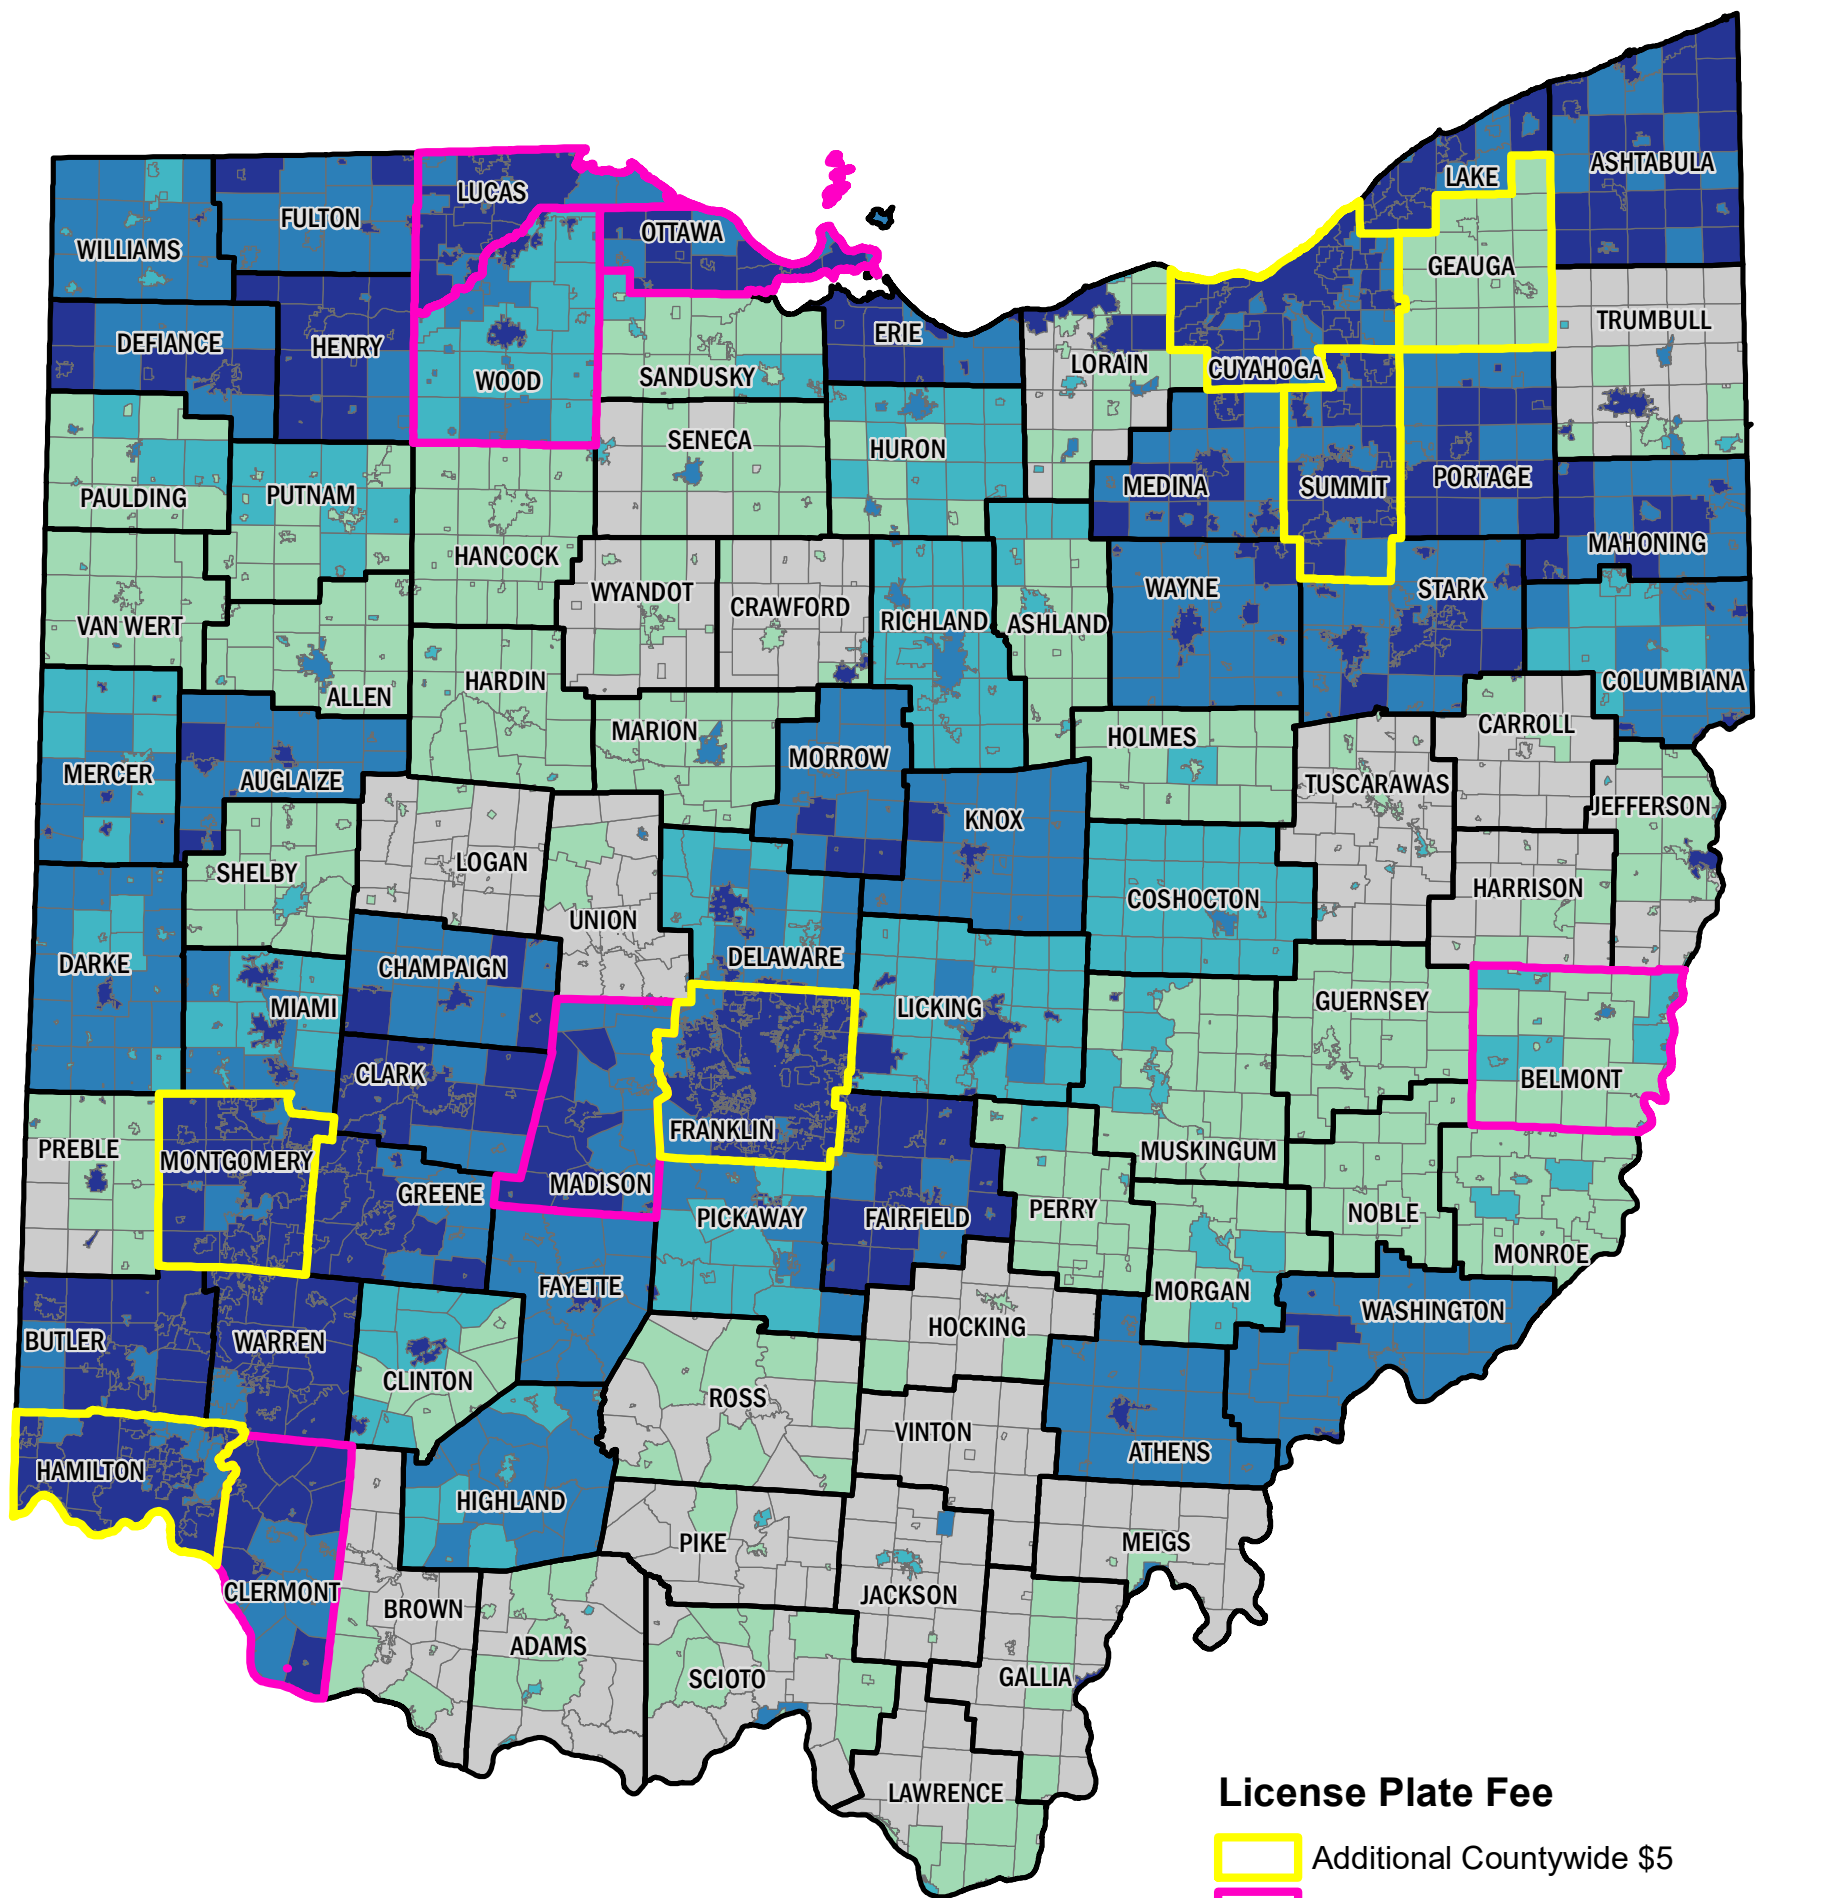 ASHTABULA
LAKE
LUCAS
FULTON
OTTAWA
WILLIAMS
GEAUGA
TRUMBULL
ERIE
DEFIANCE
HENRY
LORAIN
CUYAHOGA
WOOD
SANDUSKY
SENECA
HURON
PORTAGE
MEDINA
SUMMIT
PAULDING
PUTNAM
MAHONING
HANCOCK
WYANDOT
CRAWFORD
WAYNE
STARK
RICHLAND
ASHLAND
VAN WERT
HARDIN
COLUMBIANA
ALLEN
CARROLL
MARION
HOLMES
MORROW
MERCER
AUGLAIZE
TUSCARAWAS
JEFFERSON
KNOX
LOGAN
SHELBY
HARRISON
COSHOCTON
UNION
DELAWARE
DARKE
CHAMPAIGN
GUERNSEY
MIAMI
LICKING
CLARK
BELMONT
FRANKLIN
PREBLE
MUSKINGUM
MONTGOMERY
MADISON
GREENE
PERRY
NOBLE
PICKAWAY
FAIRFIELD
MONROE
FAYETTE
MORGAN
WASHINGTON
HOCKING
BUTLER
WARREN
CLINTON
ROSS
VINTON
ATHENS
HAMILTON
HIGHLAND
PIKE
MEIGS
CLERMONT
JACKSON
BROWN
ADAMS
SCIOTO
GALLIA
LAWRENCE
License Plate Fee
Additional Countywide $5